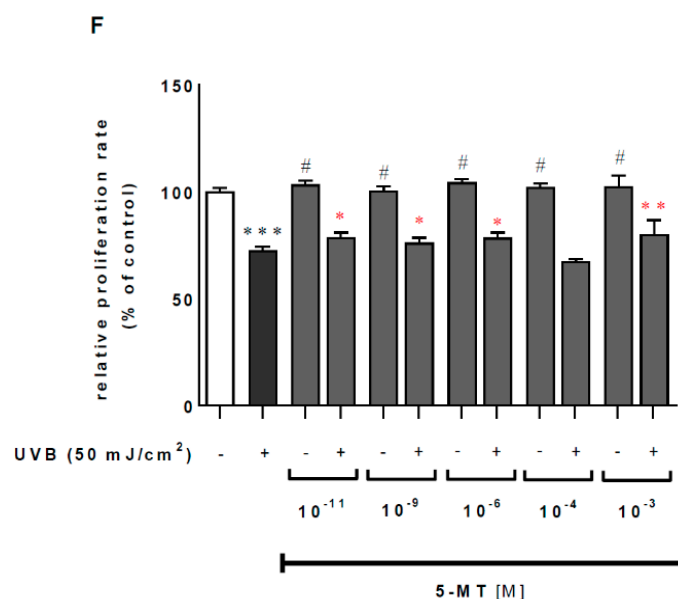 F
relative proliferation rate
(% of control)
150
100
50
0
# # # # #
*** * * * **
UVB (50 mJ/cm²) - + - + - + - + - + - +
10⁻¹¹ 10⁻⁹ 10⁻⁶ 10⁻⁴ 10⁻³
5-MT [M]